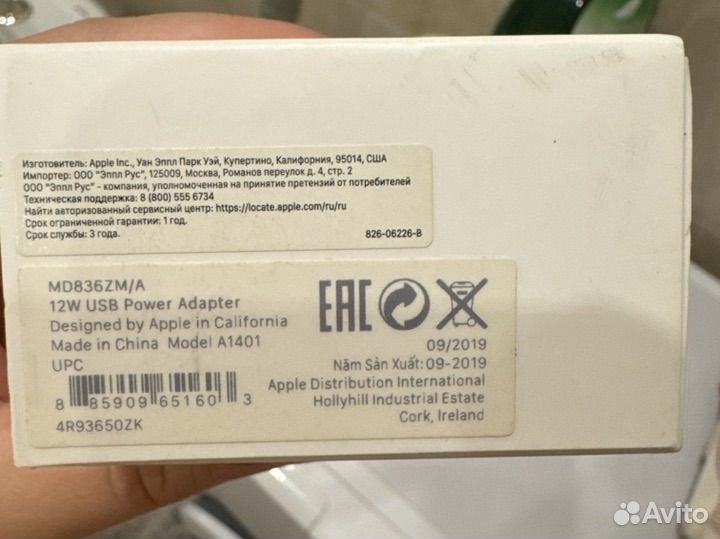 Изготовитель: Apple Inc., Уан Эппл Парк Уэй, Купертино, Калифорния, 95014, США
Импортер: ООО "Эппл Рус", 125009, Москва, Романов переулок д. 4, стр. 2
ООО "Эппл Рус" - компания, уполномоченная на принятие претензий от потребителей
Техническая поддержка: 8 (800) 555 6734
Найти авторизованный сервисный центр: https://locate.apple.com/ru/ru
Срок ограниченной гарантии: 1 год.
Срок службы: 3 года. 826-06226-B
MD836ZM/A
12W USB Power Adapter
Designed by Apple in California
Made in China Model A1401
UPC
8 85909 65160 3
4R93650ZK
EAC
09/2019
Năm Sản Xuất: 09-2019
Apple Distribution International
Hollyhill Industrial Estate
Cork, Ireland
Avito